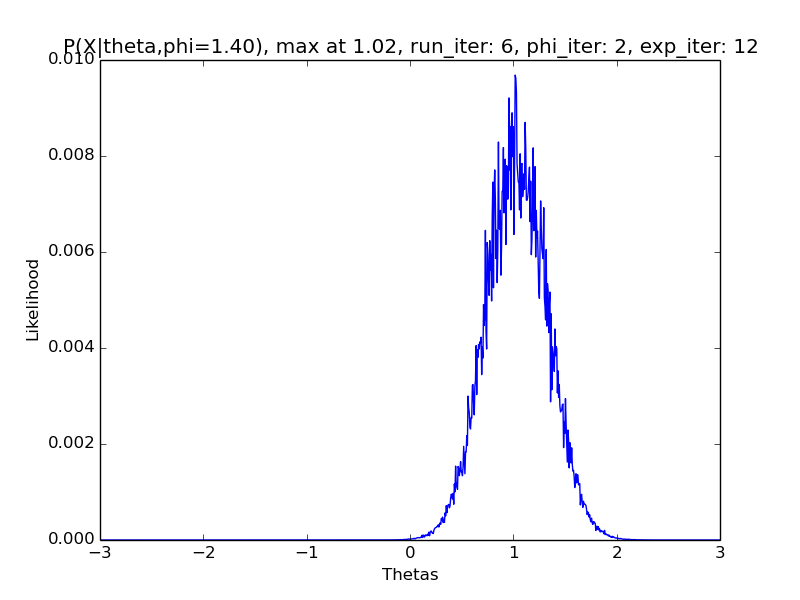 P(X|theta,phi=1.40), max at 1.02, run_iter: 6, phi_iter: 2, exp_iter: 12
0.010
0.008
0.006
0.004
0.002
0.000
Likelihood
−3 −2 −1 0 1 2 3
Thetas